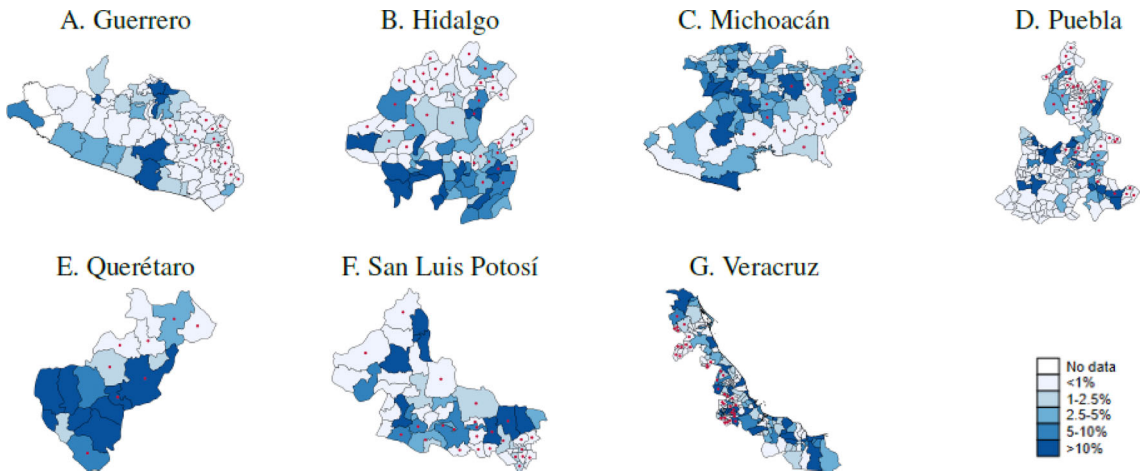 A. Guerrero
B. Hidalgo
C. Michoacán
D. Puebla
E. Querétaro
F. San Luis Potosí
G. Veracruz
No data
<1%
1-2.5%
2.5-5%
5-10%
>10%